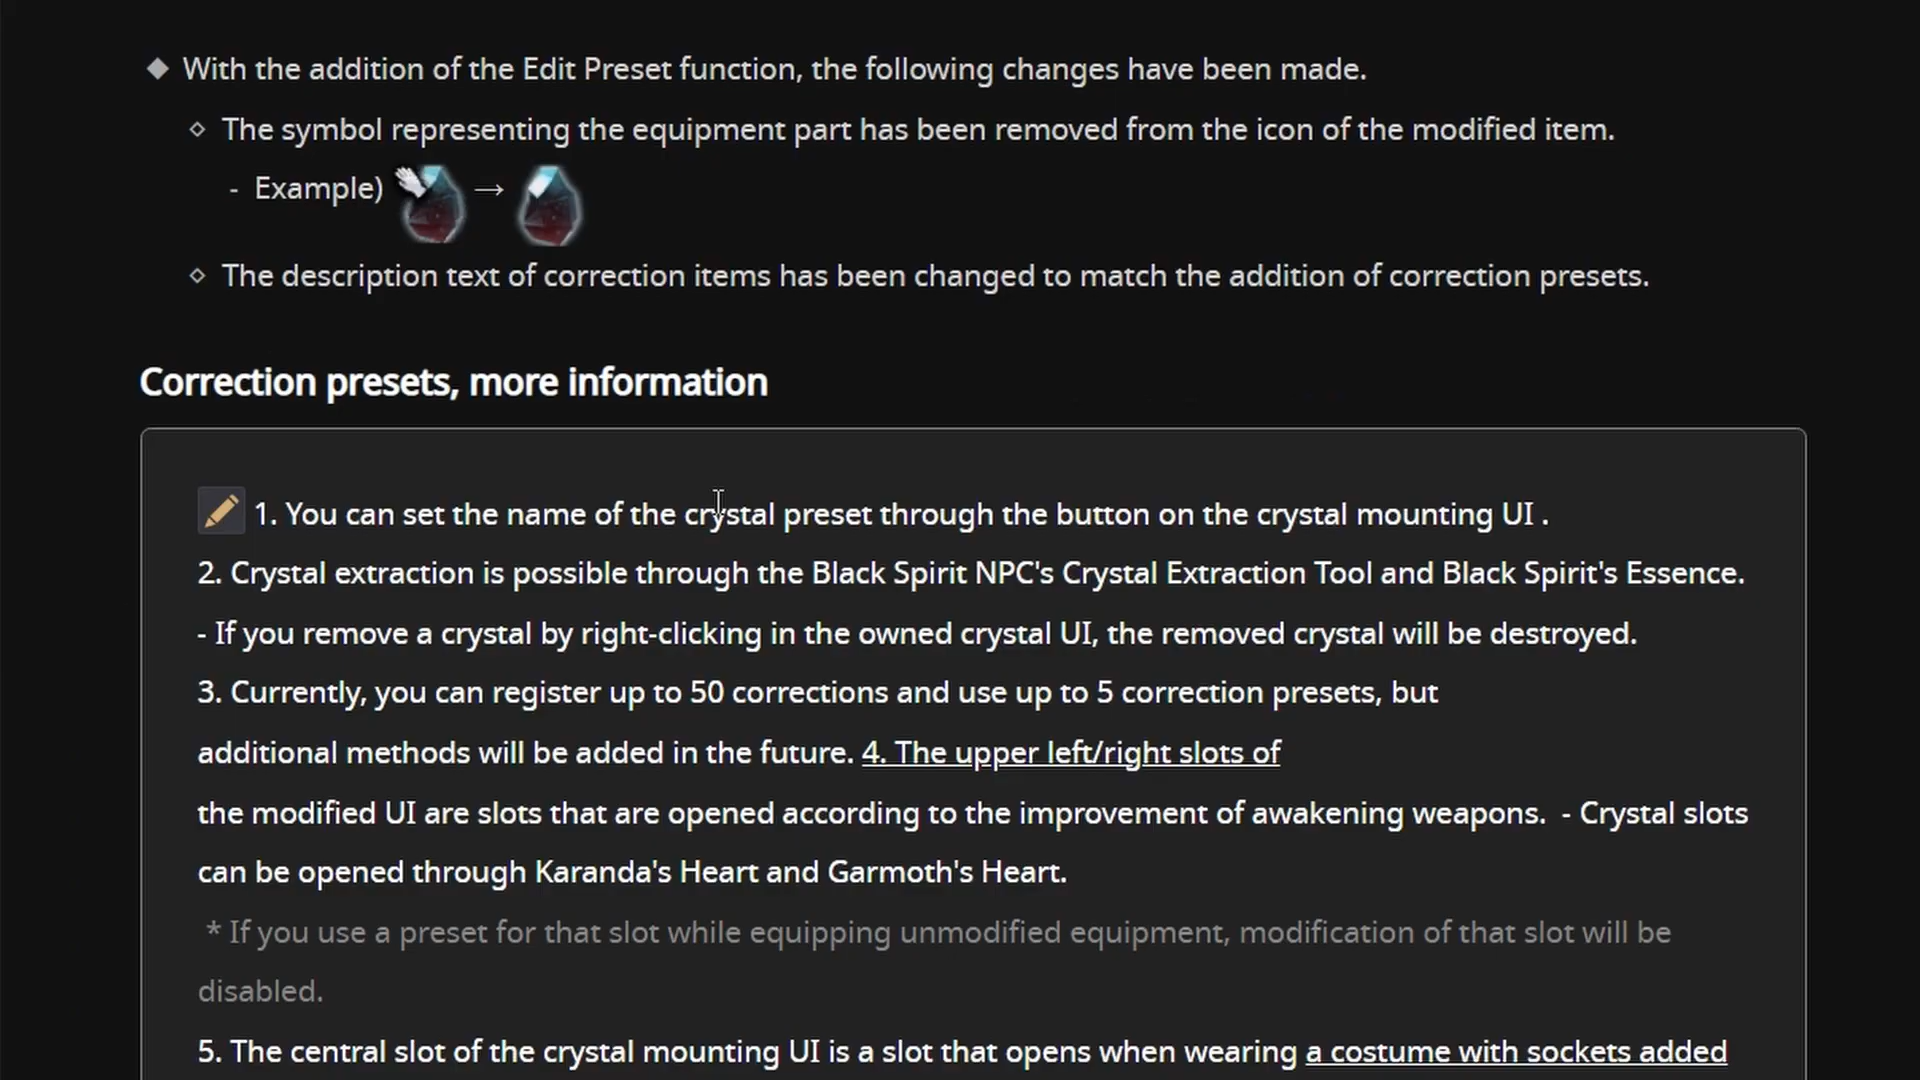 ◆ With the addition of the Edit Preset function, the following changes have been made.
◇ The symbol representing the equipment part has been removed from the icon of the modified item.
- Example) →
◇ The description text of correction items has been changed to match the addition of correction presets.
Correction presets, more information
1. You can set the name of the crystal preset through the button on the crystal mounting UI .
2. Crystal extraction is possible through the Black Spirit NPC's Crystal Extraction Tool and Black Spirit's Essence.
- If you remove a crystal by right-clicking in the owned crystal UI, the removed crystal will be destroyed.
3. Currently, you can register up to 50 corrections and use up to 5 correction presets, but
additional methods will be added in the future. 4. The upper left/right slots of
the modified UI are slots that are opened according to the improvement of awakening weapons. - Crystal slots
can be opened through Karanda's Heart and Garmoth's Heart.
* If you use a preset for that slot while equipping unmodified equipment, modification of that slot will be
disabled.
5. The central slot of the crystal mounting UI is a slot that opens when wearing a costume with sockets added